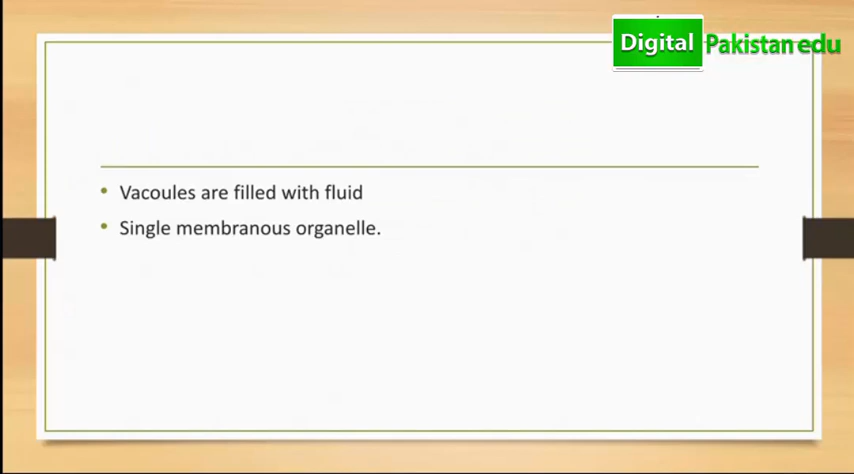 Digital Pakistan edu
Vacoules are filled with fluid
Single membranous organelle.